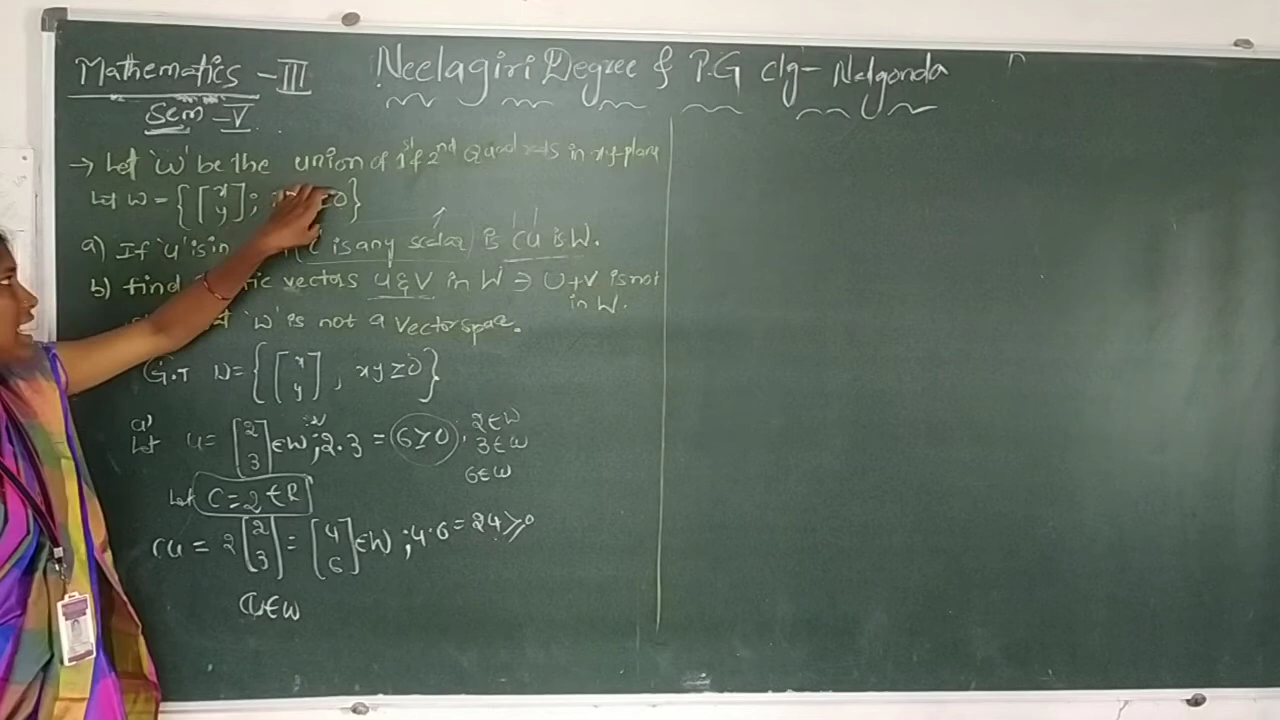 Mathematics - III
Sem - V
Neelagiri Degree & P.G clg - Nalgonda
→ Let 'W' be the union of 1st & 2nd Quadrants in xy-plane
Let W = { [x y] ; ≥0}
a) If 'u' is in (C is any scalar) is Cu is W.
b) find vectors u & V in W ∋ U+V is not
in W.
'W' is not a Vectorspace.
G.T W = { [x y] , xy ≥ 0}
a)
Let u = [2 3] ∈ W ; 2.3 = 6 ≥ 0 .
2 ∈ W
3 ∈ W
6 ∈ W
Let C = 2 ∈ R
Cu = 2 [2 3] = [4 6] ∈ W ; 4.6 = 24 ≥ 0
Cu ∈ W